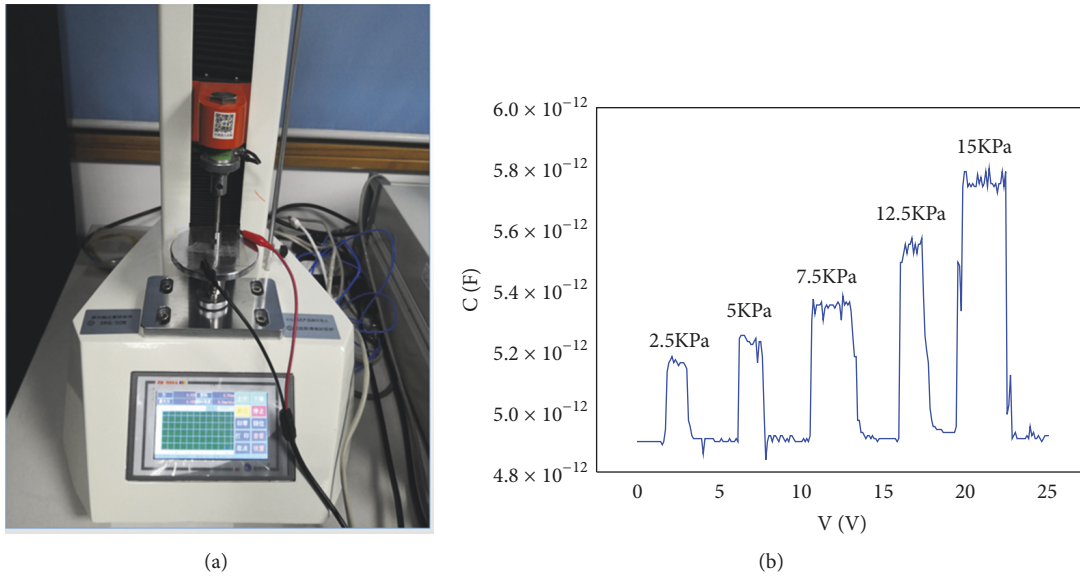 (a)
6.0 × 10⁻¹²
5.8 × 10⁻¹²
5.6 × 10⁻¹²
5.4 × 10⁻¹²
5.2 × 10⁻¹²
5.0 × 10⁻¹²
4.8 × 10⁻¹²
C (F)
2.5KPa
5KPa
7.5KPa
12.5KPa
15KPa
0 5 10 15 20 25
V (V)
(b)